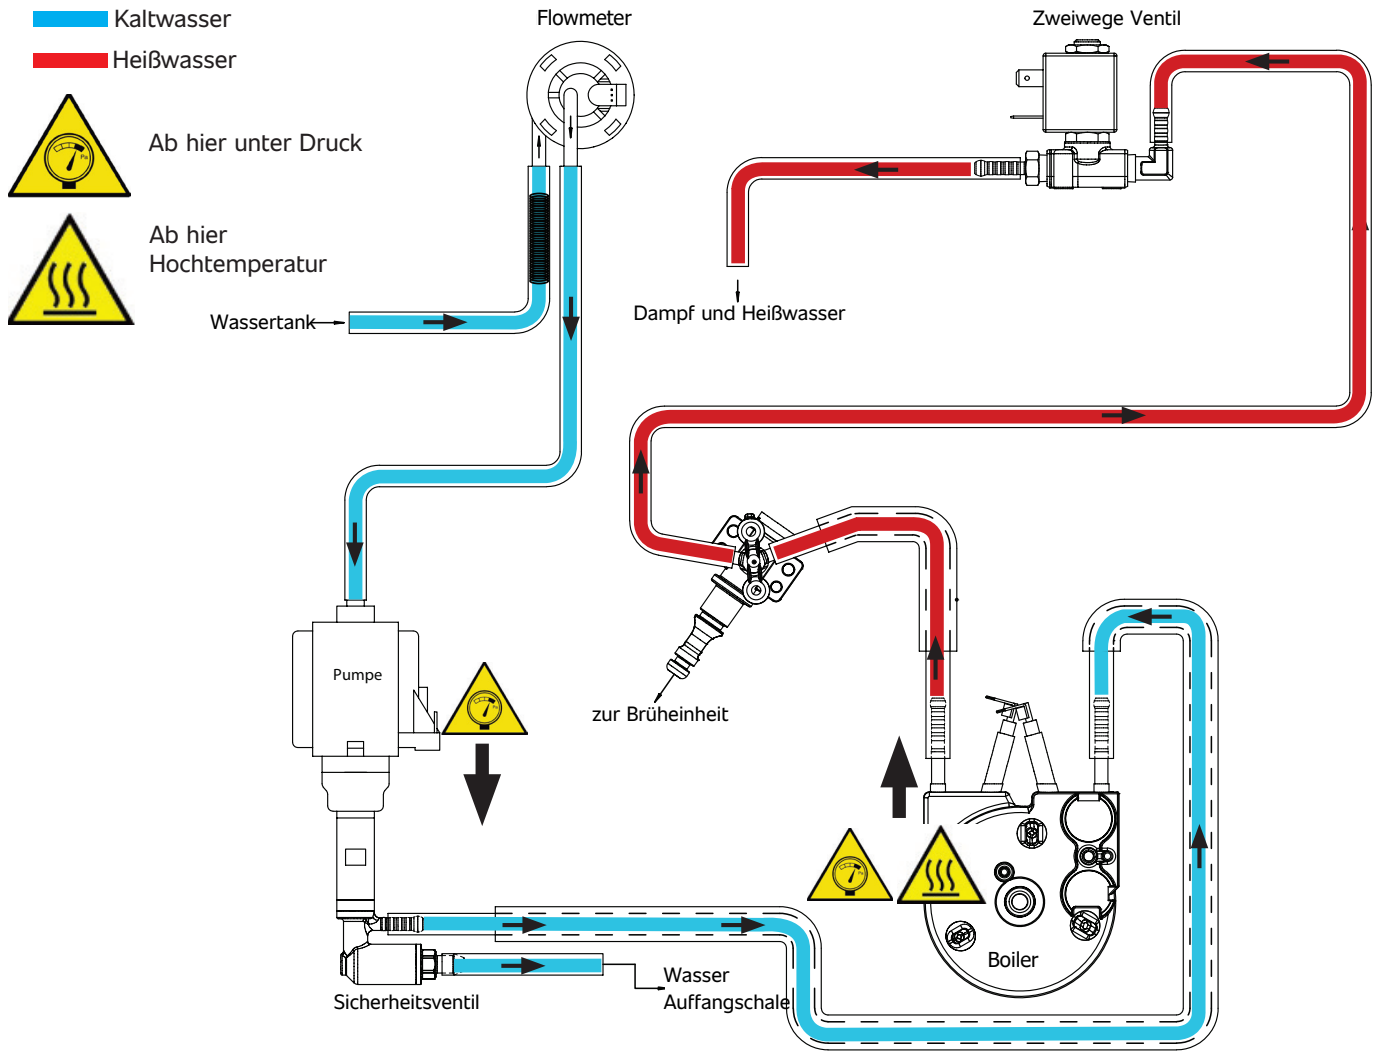 Kaltwasser
Heißwasser
Ab hier unter Druck
Ab hier
Hochtemperatur
Flowmeter
Zweiwege Ventil
Wassertank
Dampf und Heißwasser
Pumpe
zur Brüheinheit
Boiler
Wasser
Auffangschale
Sicherheitsventil